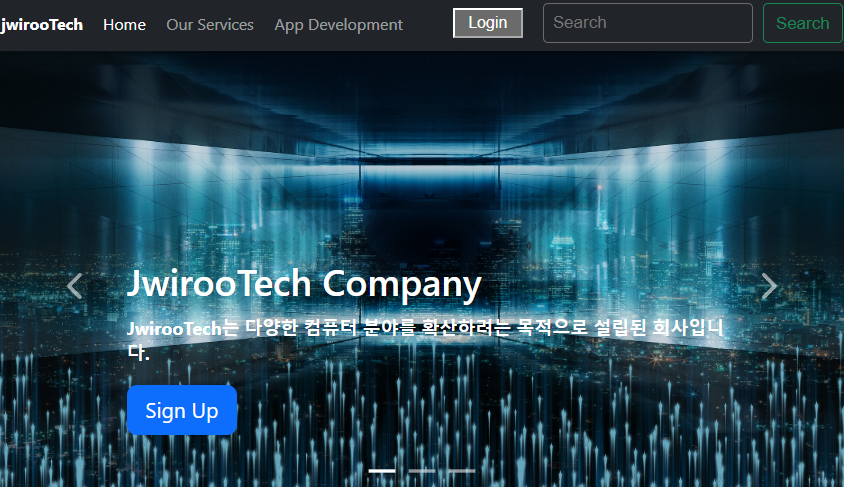 jwirooTech Home Our Services App Development Login Search Search
JwirooTech Company
JwirooTech는 다양한 컴퓨터 분야를 확산하려는 목적으로 설립된 회사입니
다.
Sign Up